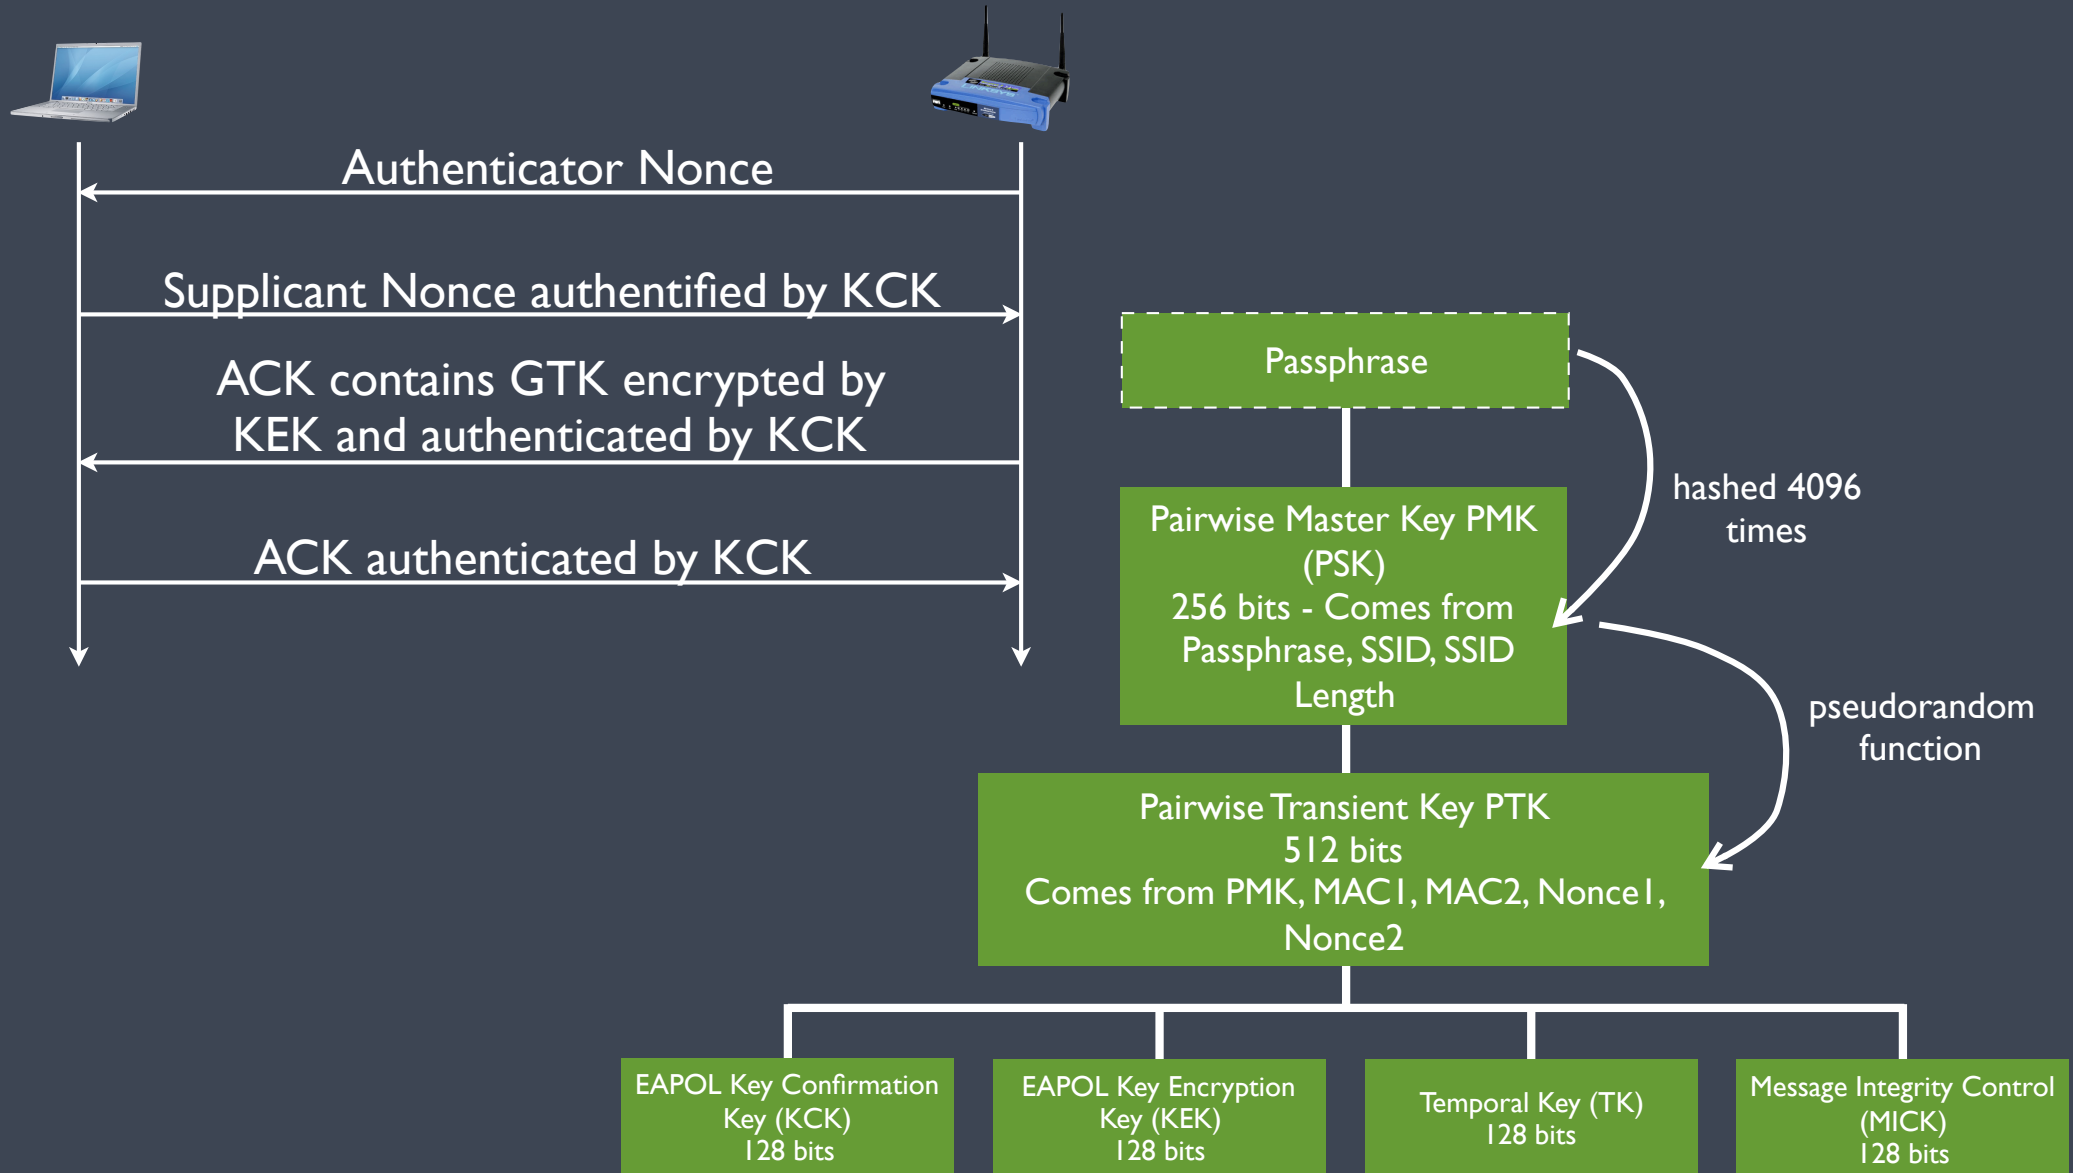 LINKSYS
Authenticator Nonce
Supplicant Nonce authentified by KCK
ACK contains GTK encrypted by
KEK and authenticated by KCK
ACK authenticated by KCK
Passphrase
hashed 4096
times
Pairwise Master Key PMK
(PSK)
256 bits - Comes from
Passphrase, SSID, SSID
Length
pseudorandom
function
Pairwise Transient Key PTK
512 bits
Comes from PMK, MAC1, MAC2, Nonce1,
Nonce2
EAPOL Key Confirmation
Key (KCK)
128 bits
EAPOL Key Encryption
Key (KEK)
128 bits
Temporal Key (TK)
128 bits
Message Integrity Control
(MICK)
128 bits